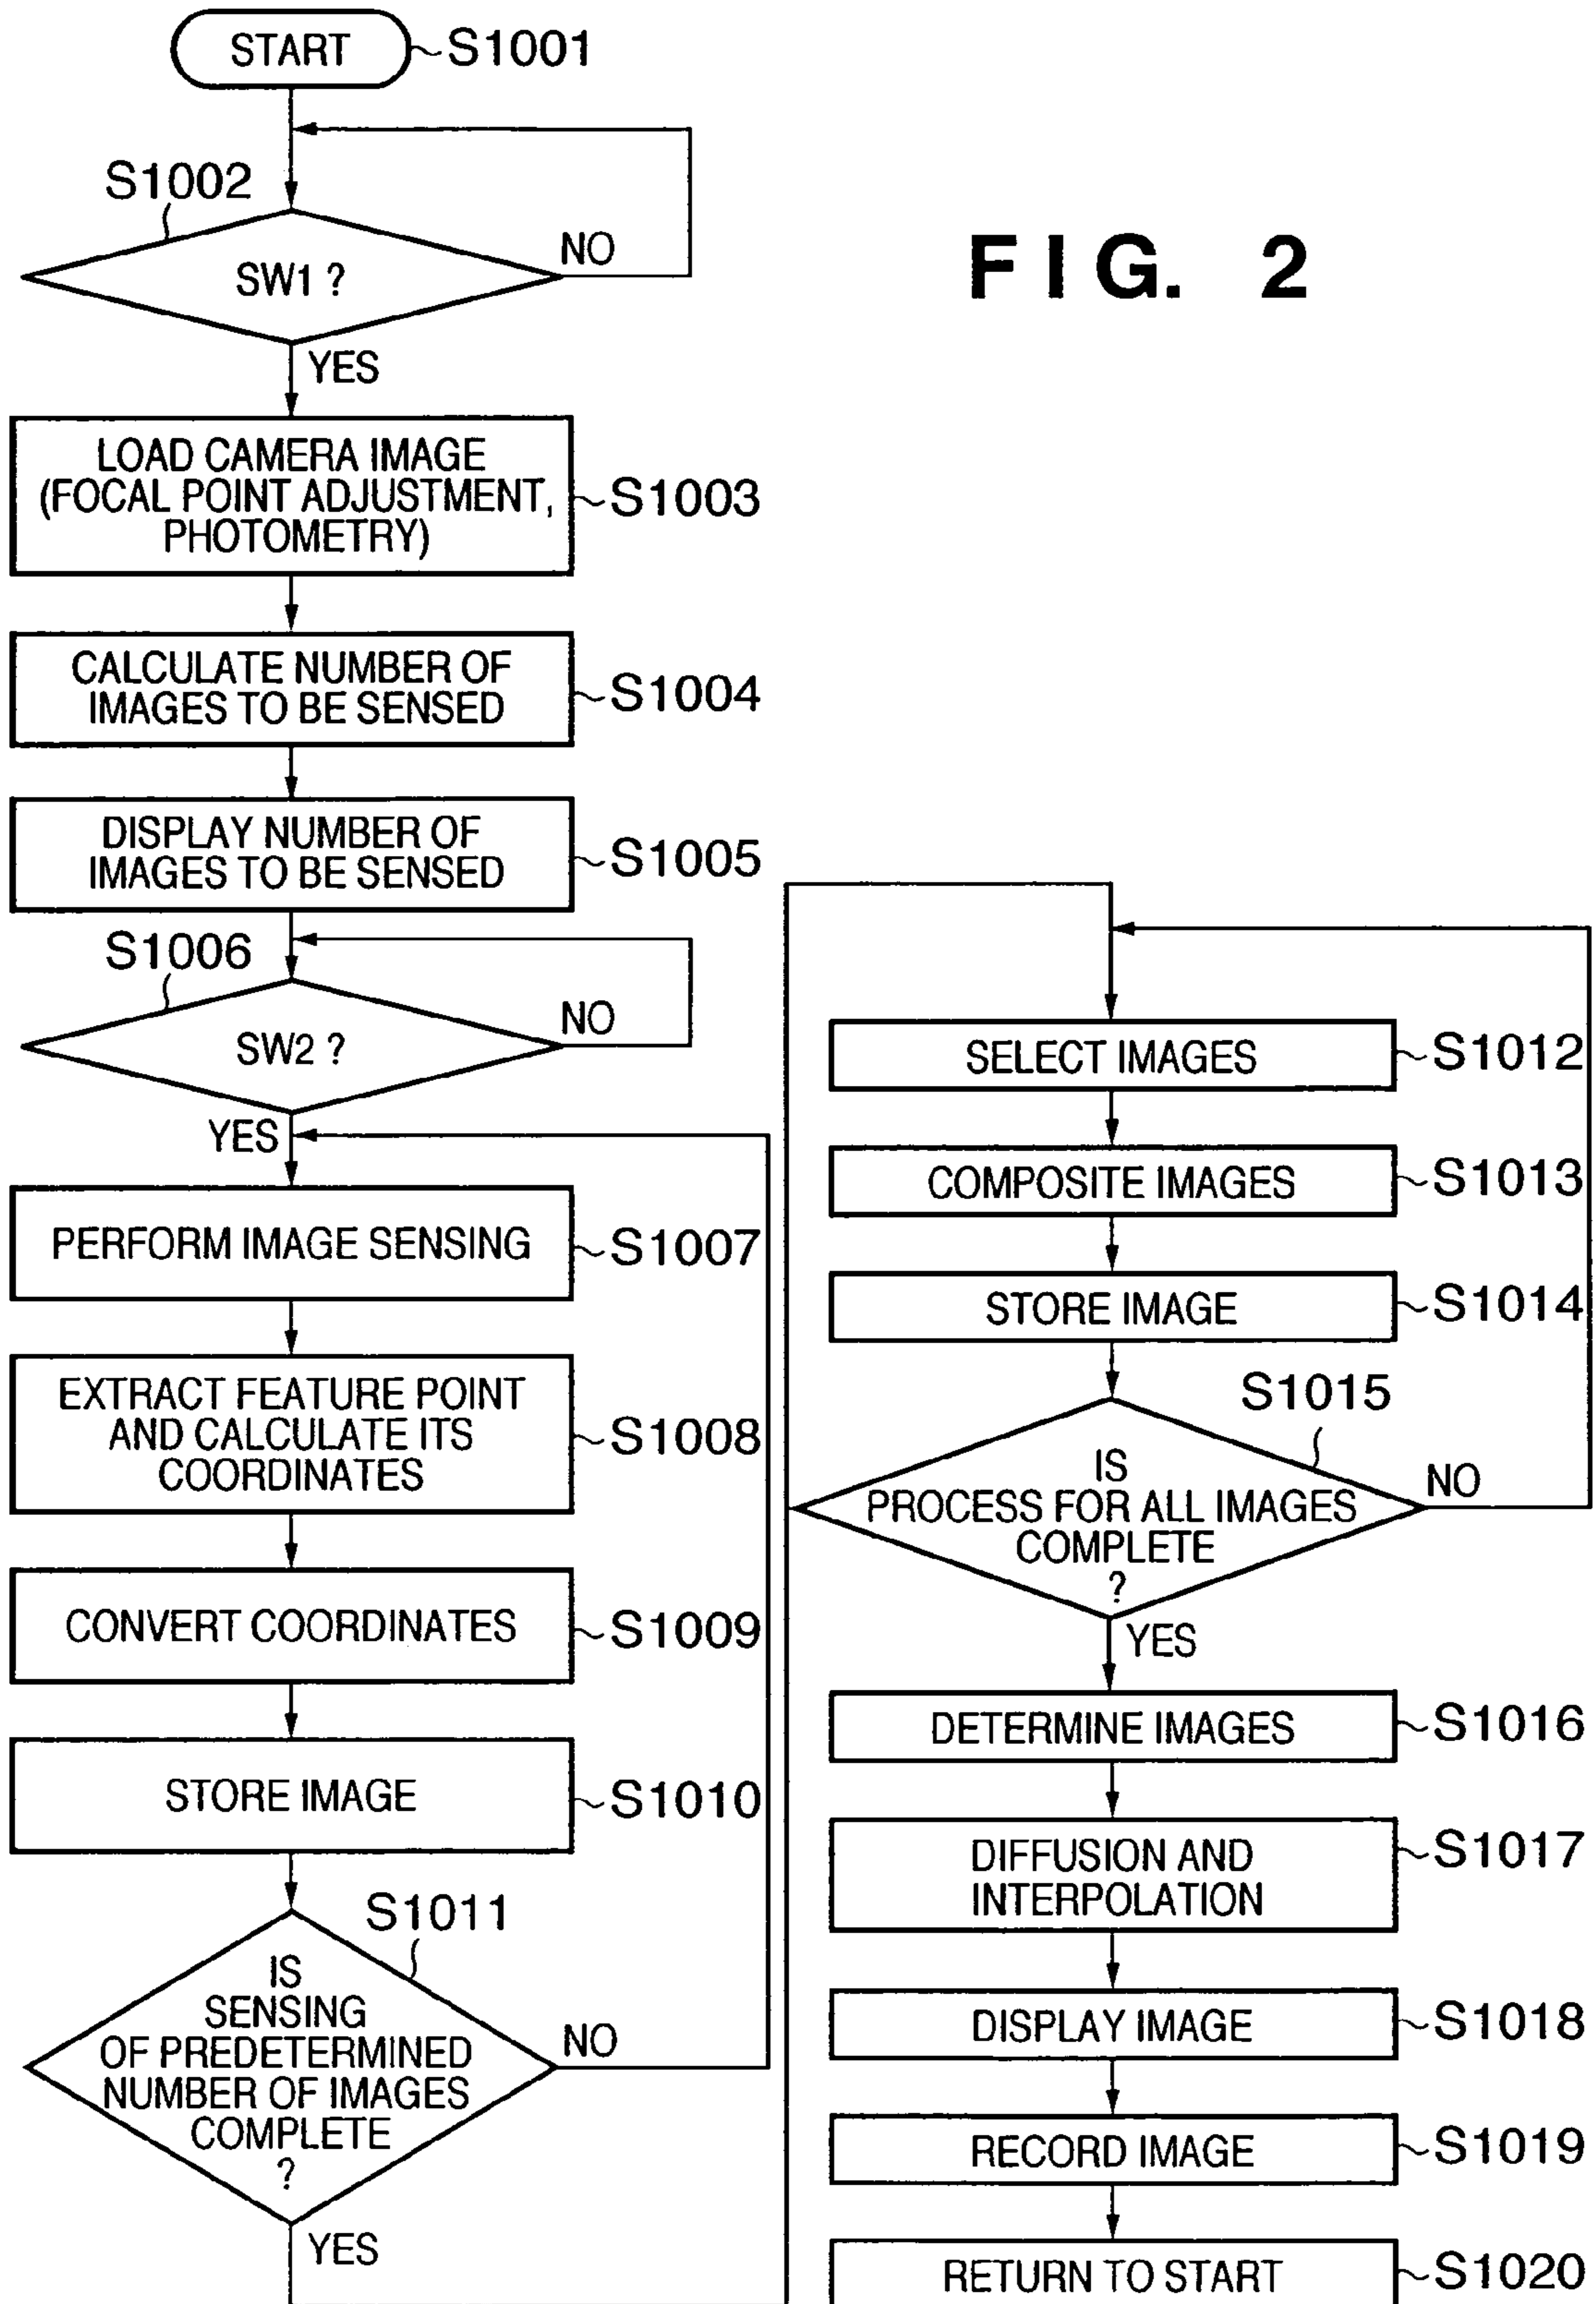 START
S1001
S1002
SW1 ?
NO
YES
FIG. 2
LOAD CAMERA IMAGE
(FOCAL POINT ADJUSTMENT,
PHOTOMETRY)
S1003
CALCULATE NUMBER OF
IMAGES TO BE SENSED
S1004
DISPLAY NUMBER OF
IMAGES TO BE SENSED
S1005
S1006
SW2 ?
NO
YES
PERFORM IMAGE SENSING
S1007
EXTRACT FEATURE POINT
AND CALCULATE ITS
COORDINATES
S1008
CONVERT COORDINATES
S1009
STORE IMAGE
S1010
S1011
IS
SENSING
OF PREDETERMINED
NUMBER OF IMAGES
COMPLETE
?
NO
YES
SELECT IMAGES
S1012
COMPOSITE IMAGES
S1013
STORE IMAGE
S1014
S1015
IS
PROCESS FOR ALL IMAGES
COMPLETE
?
NO
YES
DETERMINE IMAGES
S1016
DIFFUSION AND
INTERPOLATION
S1017
DISPLAY IMAGE
S1018
RECORD IMAGE
S1019
RETURN TO START
S1020